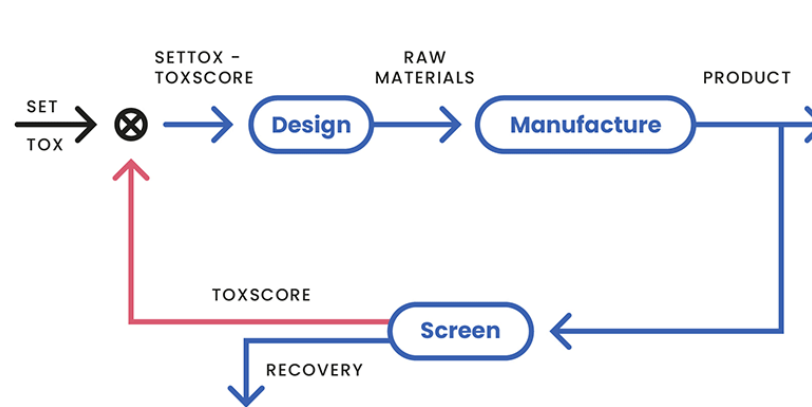 SETTOX -
TOXSCORE
RAW
MATERIALS
PRODUCT
SET
TOX
Design
Manufacture
TOXSCORE
Screen
RECOVERY